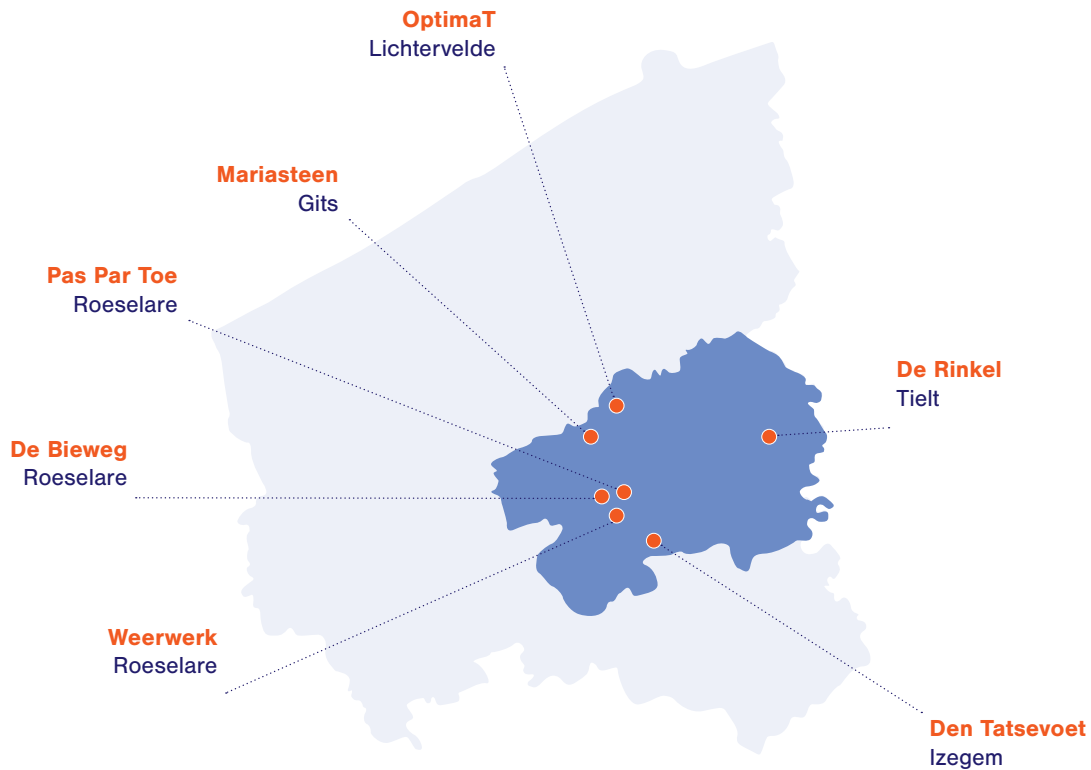 OptimaT
Lichtervelde
Mariasteen
Gits
Pas Par Toe
Roeselare
De Rinkel
Tielt
De Bieweg
Roeselare
Weerwerk
Roeselare
Den Tatsevoet
Izegem